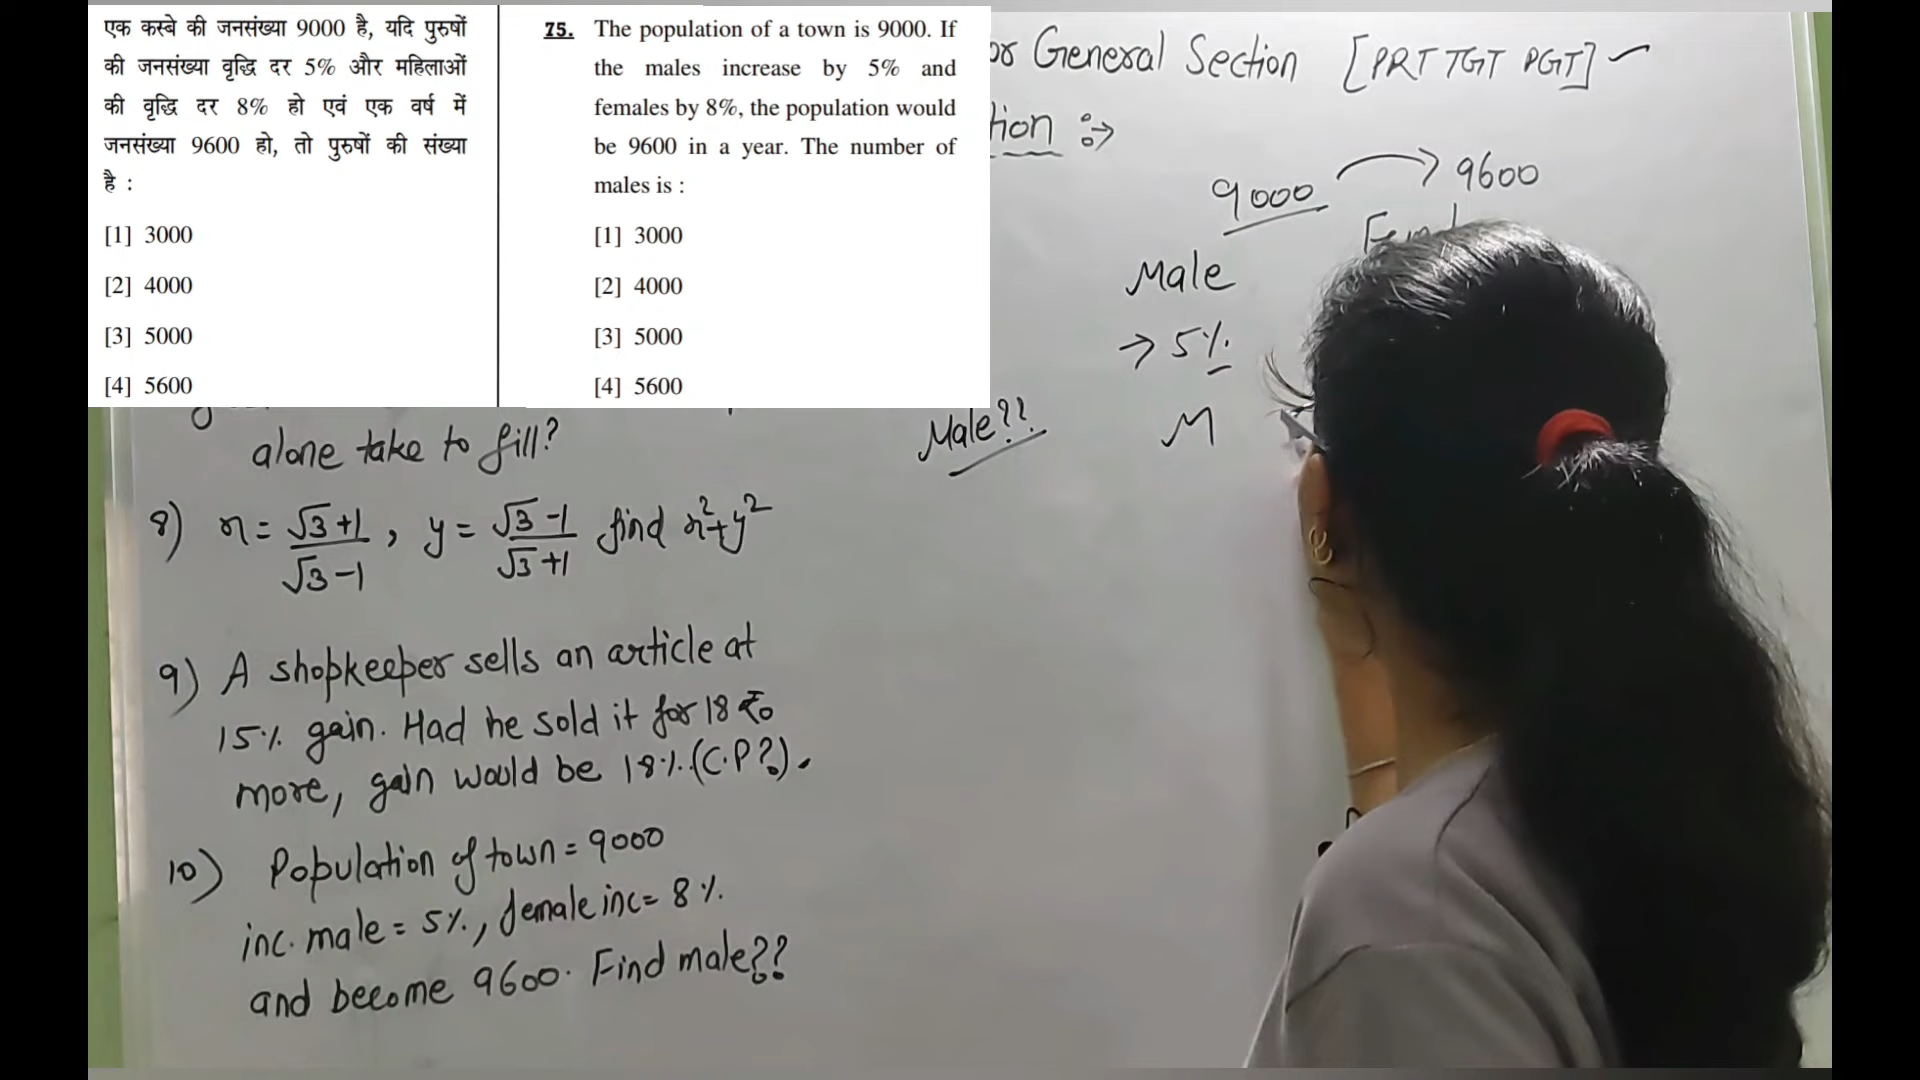 एक कस्बे की जनसंख्या 9000 है, यदि पुरुषों
की जनसंख्या वृद्धि दर 5% और महिलाओं
की वृद्धि दर 8% हो एवं एक वर्ष में
जनसंख्या 9600 हो, तो पुरुषों की संख्या
है :
[1] 3000
[2] 4000
[3] 5000
[4] 5600
75. The population of a town is 9000. If
the males increase by 5% and
females by 8%, the population would
be 9600 in a year. The number of
males is :
[1] 3000
[2] 4000
[3] 5000
[4] 5600
General Section [PRT TGT PGT]
9000 → 9600
Male
→ 5%
Male??
M
alone take to fill?
8) x = √3+1/√3-1, y = √3-1/√3+1 find x²+y²
9) A shopkeeper sells an article at
15% gain. Had he sold it for 18 ₹
more, gain would be 18%. (C.P?).
10) Population of town = 9000
inc. male = 5%, female inc = 8%
and become 9600. Find male??